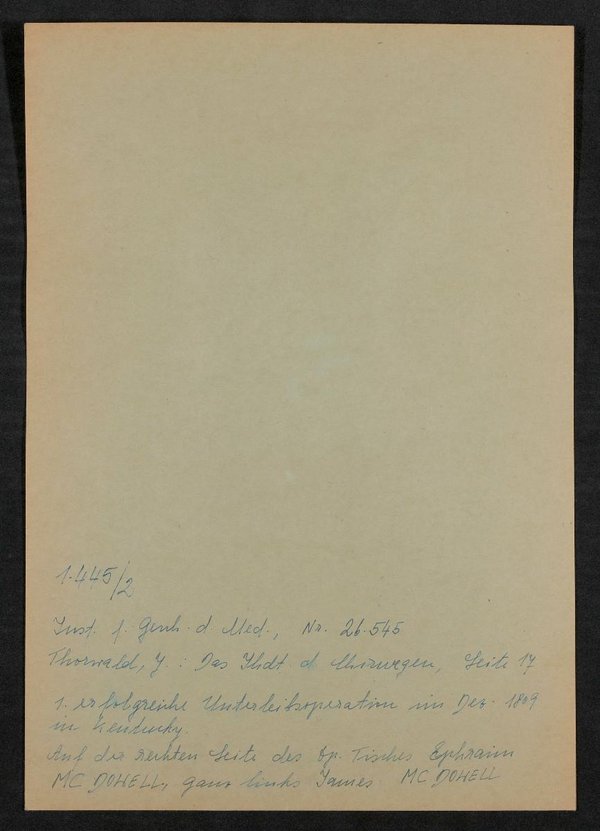 1.445/2
Inst. f. Gesch. d. Med., Nr. 26.545
Thorwald, J.: Das Jhdt d. Chirurgen, Seite 17
1. erfolgreiche Unterleibsoperation im Dez. 1809
in Kentucky.
Auf der rechten Seite des Op. Tisches Ephraim
MC DOWELL, ganz links James MC DOWELL